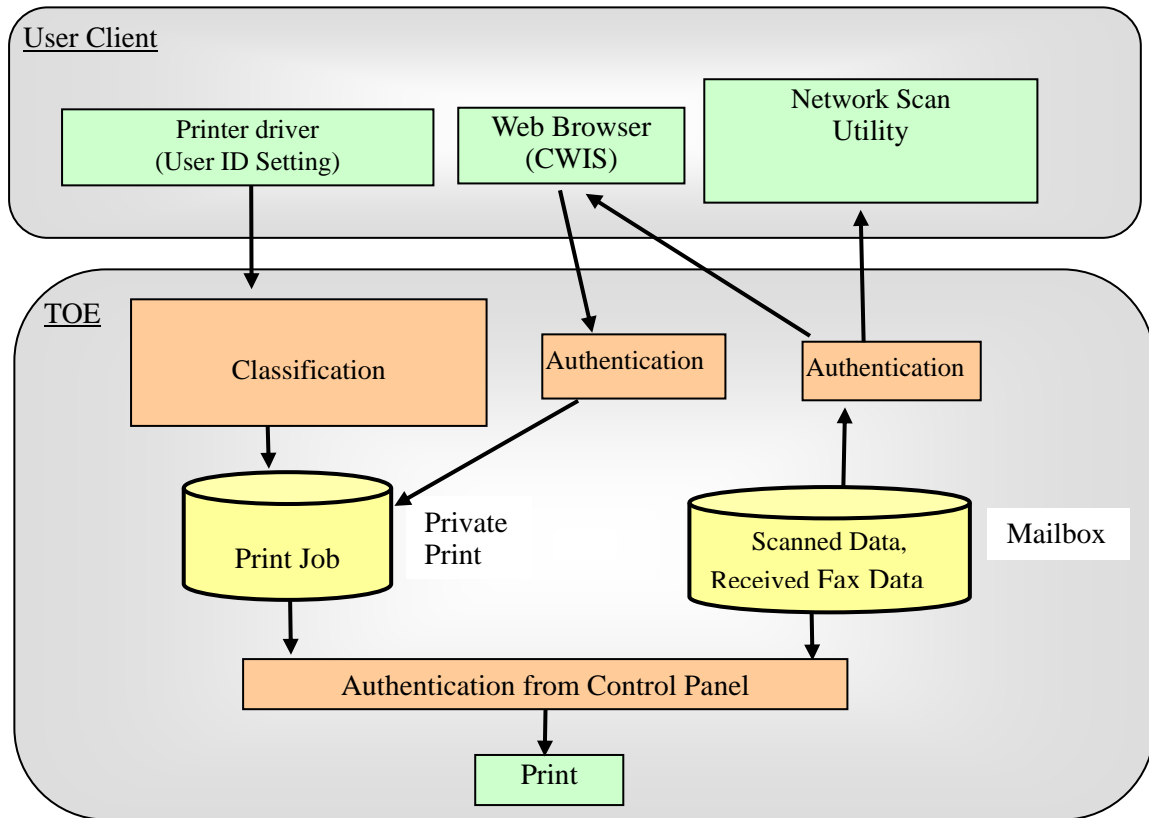 User Client
Printer driver
(User ID Setting)
Web Browser
(CWIS)
Network Scan
Utility
TOE
Classification
Authentication
Authentication
Print Job
Private
Print
Scanned Data,
Received Fax Data
Mailbox
Authentication from Control Panel
Print